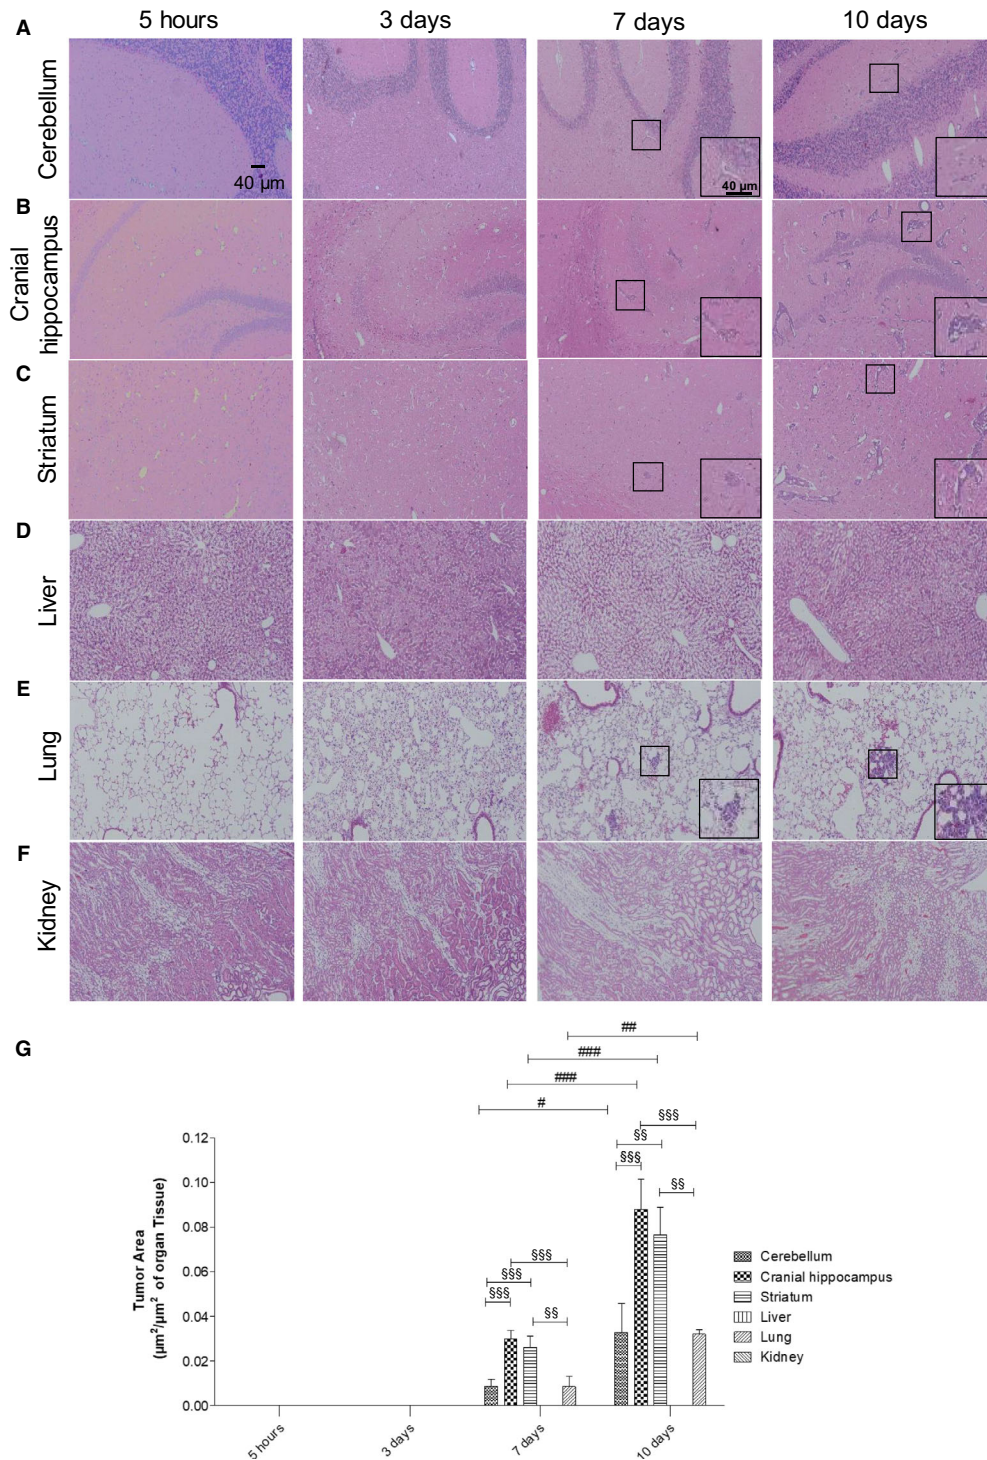 5 hours 3 days 7 days 10 days
A
Cerebellum
40 µm
40 µm
B
Cranial
hippocampus
C
Striatum
D
Liver
E
Lung
F
Kidney
G
##
###
###
#
§§§
§§
§§§
§§
§§§
§§§
§§§
§§
0.12
0.10
0.08
0.06
0.04
0.02
0.00
Tumor Area
(µm²/µm² of organ Tissue)
Cerebellum
Cranial hippocampus
Striatum
Liver
Lung
Kidney
5 hours
3 days
7 days
10 days